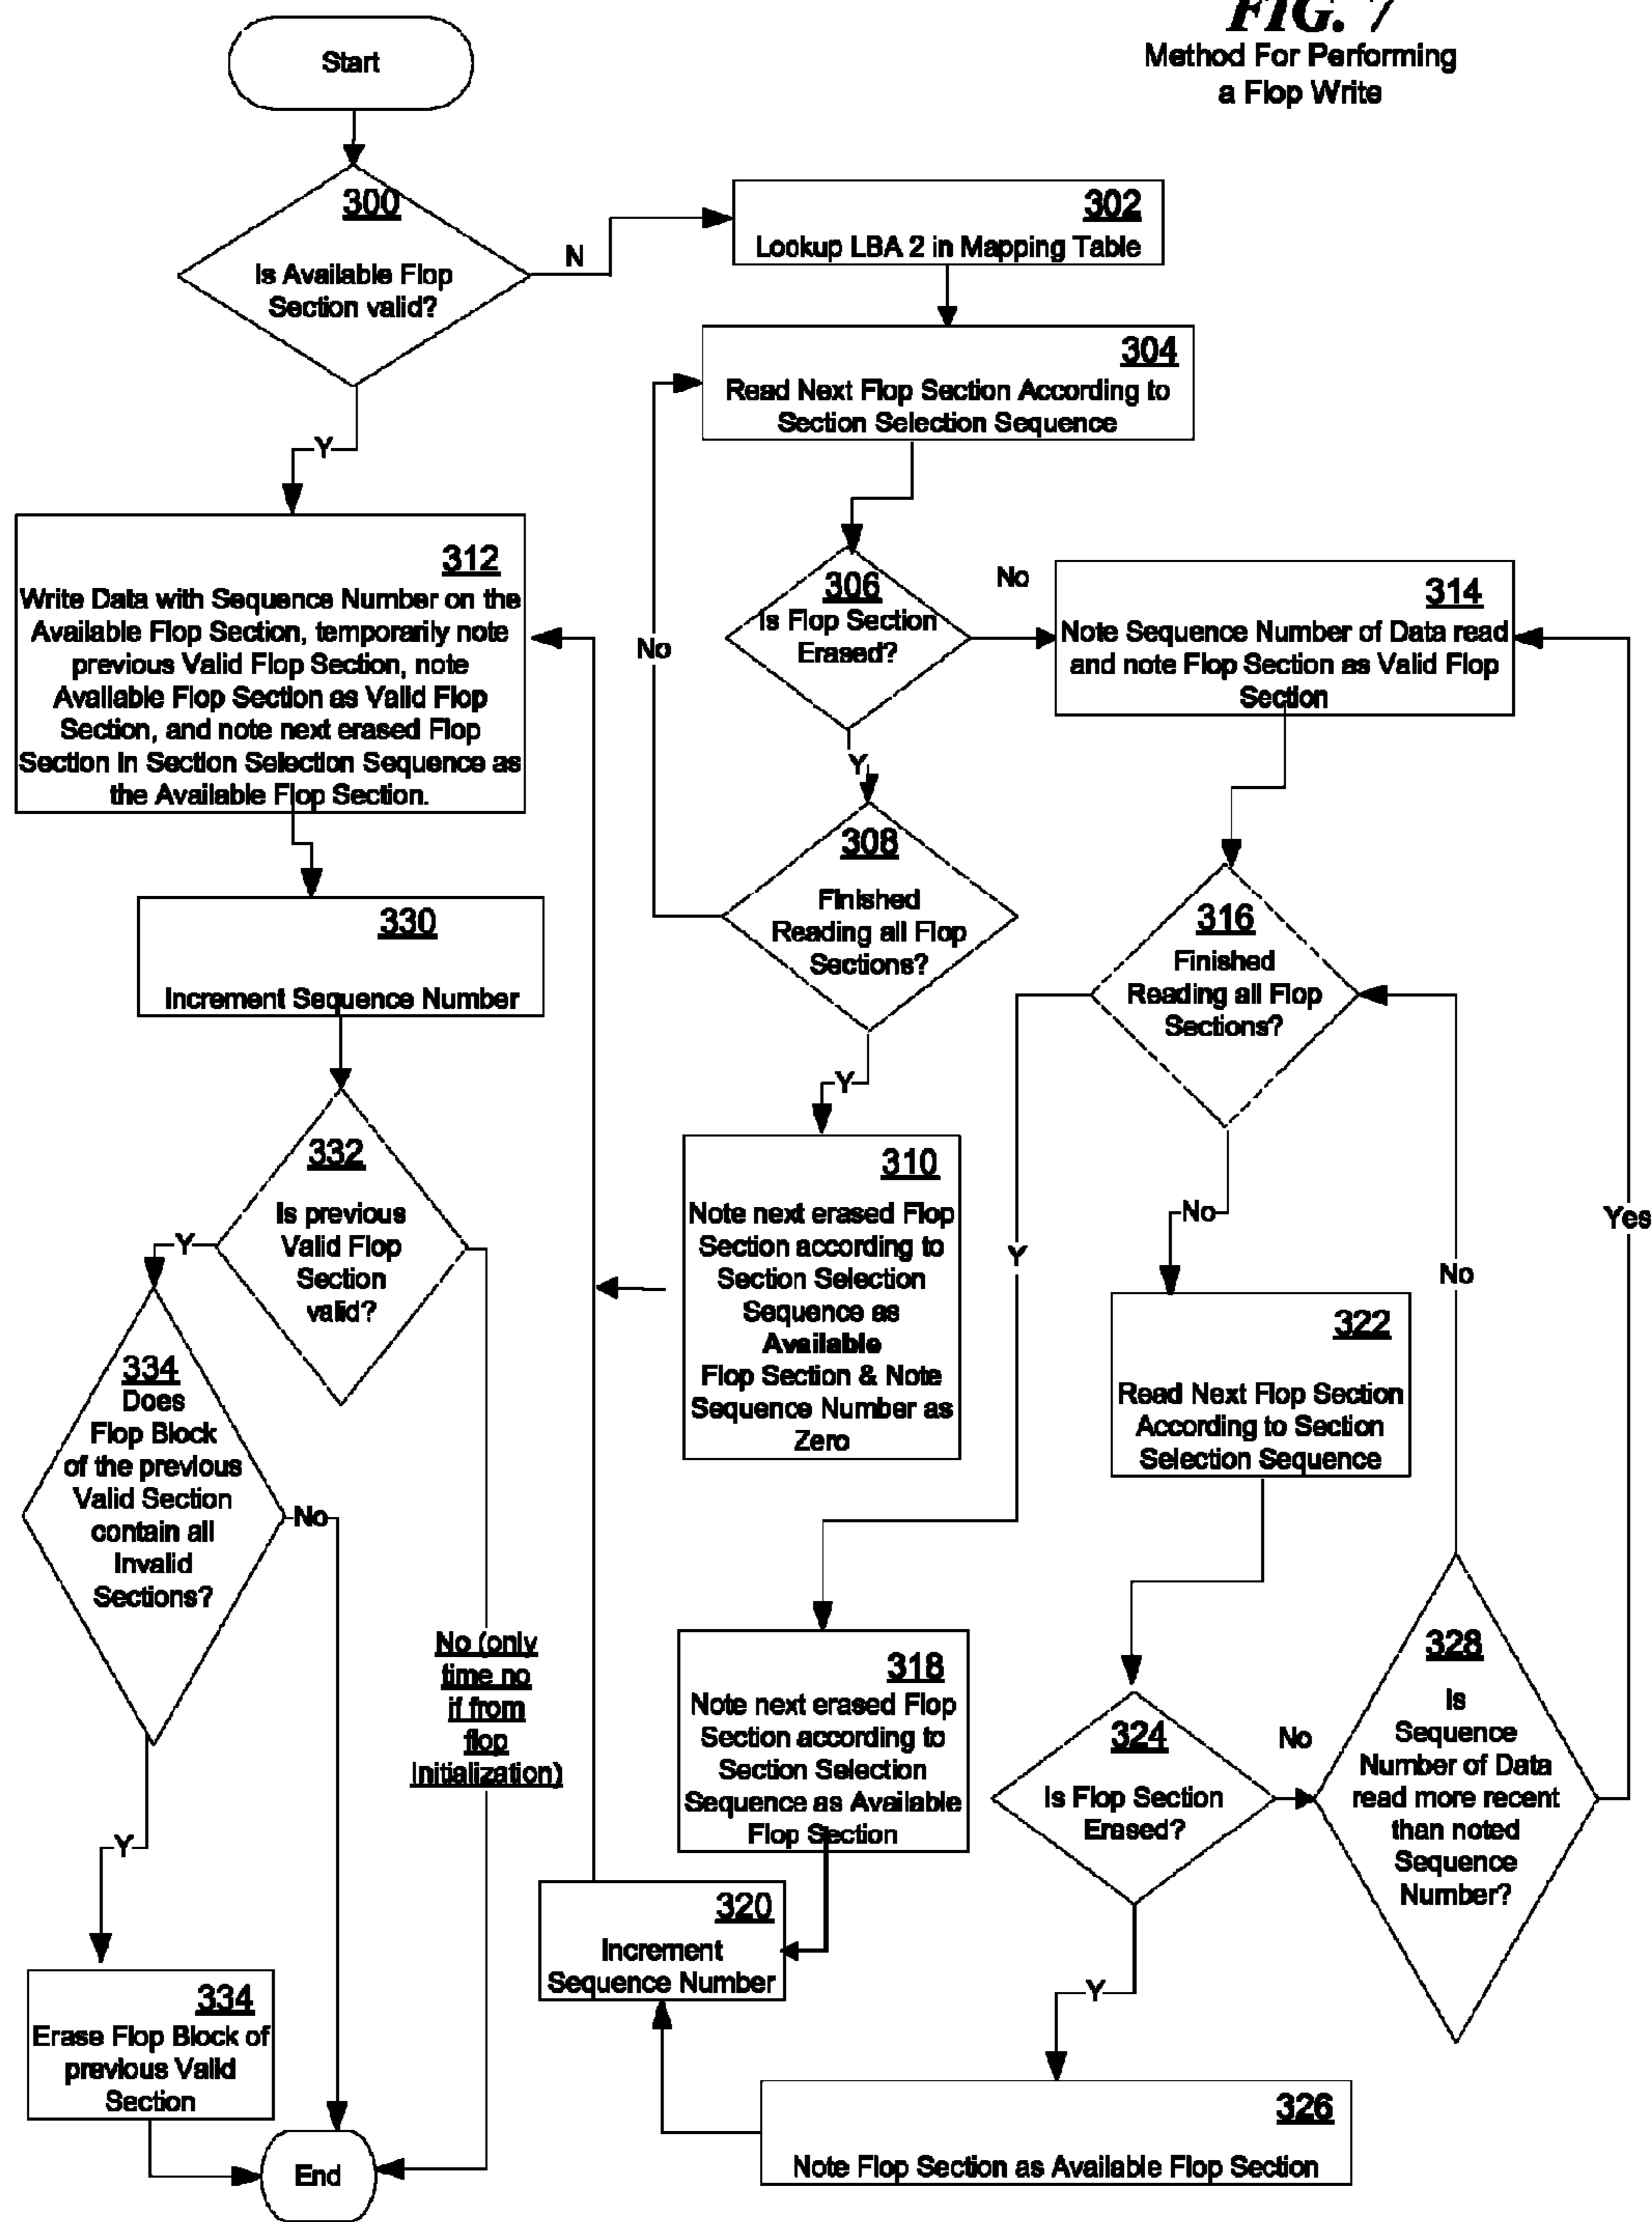 FIG. 7
Method For Performing
a Flop Write
Start
300
Is Available Flop
Section valid?
N
302
Lookup LBA 2 in Mapping Table
304
Read Next Flop Section According to
Section Selection Sequence
Y
312
Write Data with Sequence Number on the
Available Flop Section, temporarily note
previous Valid Flop Section, note
Available Flop Section as Valid Flop
Section, and note next erased Flop
Section in Section Selection Sequence as
the Available Flop Section.
No
306
Is Flop Section
Erased?
No
314
Note Sequence Number of Data read
and note Flop Section as Valid Flop
Section
Y
308
Finished
Reading all Flop
Sections?
316
Finished
Reading all Flop
Sections?
330
Increment Sequence Number
Y
332
Is previous
Valid Flop
Section
valid?
Y
310
Note next erased Flop
Section according to
Section Selection
Sequence as
Available
Flop Section & Note
Sequence Number as
Zero
Y
No
No
Yes
322
Read Next Flop Section
According to Section
Selection Sequence
334
Does
Flop Block
of the previous
Valid Section
contain all
Invalid
Sections?
No
No (only
time no
if from
flop
Initialization)
318
Note next erased Flop
Section according to
Section Selection
Sequence as Available
Flop Section
324
Is Flop Section
Erased?
No
328
Is
Sequence
Number of Data
read more recent
than noted
Sequence
Number?
Y
320
Increment
Sequence Number
Y
334
Erase Flop Block of
previous Valid
Section
326
Note Flop Section as Available Flop Section
End